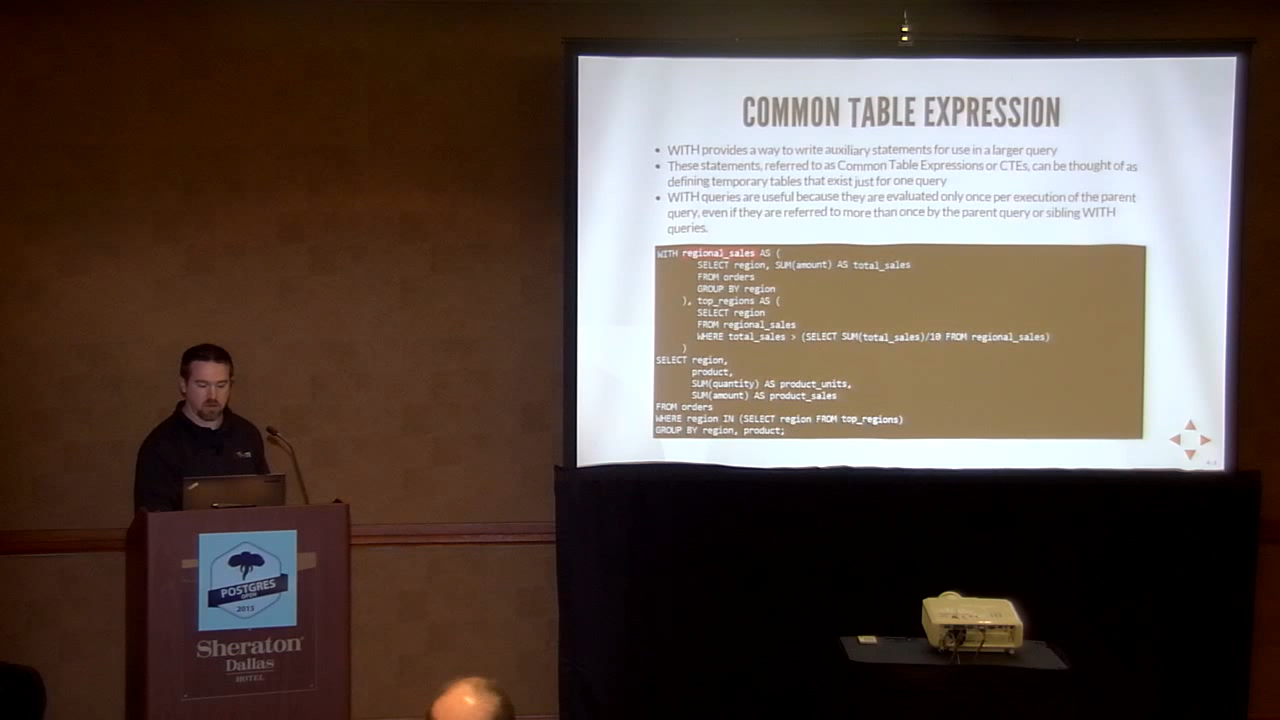 COMMON TABLE EXPRESSION
• WITH provides a way to write auxiliary statements for use in a larger query
• These statements, referred to as Common Table Expressions or CTEs, can be thought of as
defining temporary tables that exist just for one query
• WITH queries are useful because they are evaluated only once per execution of the parent
query, even if they are referred to more than once by the parent query or sibling WITH
queries.
WITH regional_sales AS (
SELECT region, SUM(amount) AS total_sales
FROM orders
GROUP BY region
), top_regions AS (
SELECT region
FROM regional_sales
WHERE total_sales > (SELECT SUM(total_sales)/10 FROM regional_sales)
)
SELECT region,
product,
SUM(quantity) AS product_units,
SUM(amount) AS product_sales
FROM orders
WHERE region IN (SELECT region FROM top_regions)
GROUP BY region, product;
POSTGRES
OPEN
2015
Sheraton
Dallas
HOTEL